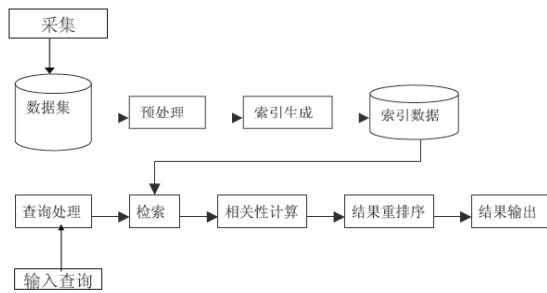 采集
数据集
预处理
索引生成
索引数据
查询处理
检索
相关性计算
结果重排序
结果输出
输入查询